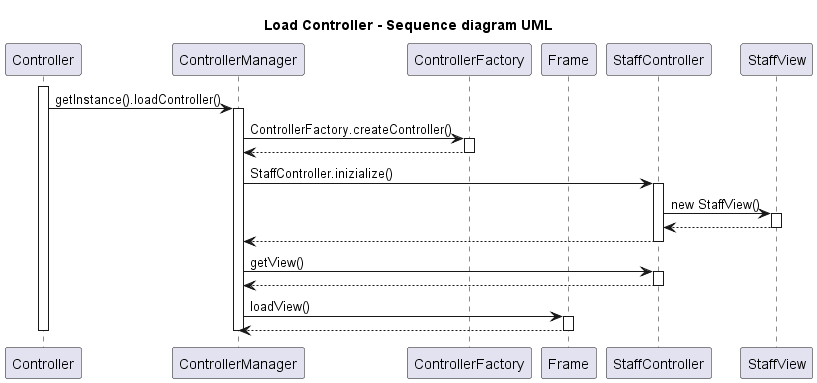 Load Controller - Sequence diagram UML
Controller ControllerManager ControllerFactory Frame StaffController StaffView
getInstance().loadController()
ControllerFactory.createController()
StaffController.inizialize()
new StaffView()
getView()
loadView()
Controller ControllerManager ControllerFactory Frame StaffController StaffView